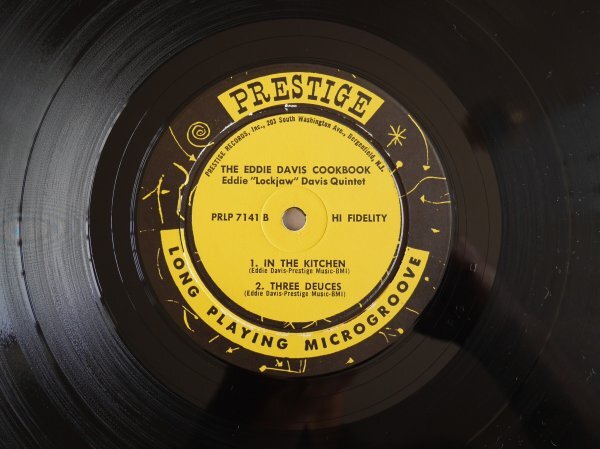 PRESTIGE
PRESTIGE RECORDS, Inc., 203 South Washington Ave., Bergenfield, N.J.
THE EDDIE DAVIS COOKBOOK
Eddie "Lockjaw" Davis Quintet
PRLP 7141 B HI FIDELITY
1. IN THE KITCHEN
(Eddie Davis-Prestige Music-BMI)
2. THREE DEUCES
(Eddie Davis-Prestige Music-BMI)
LONG PLAYING MICROGROOVE